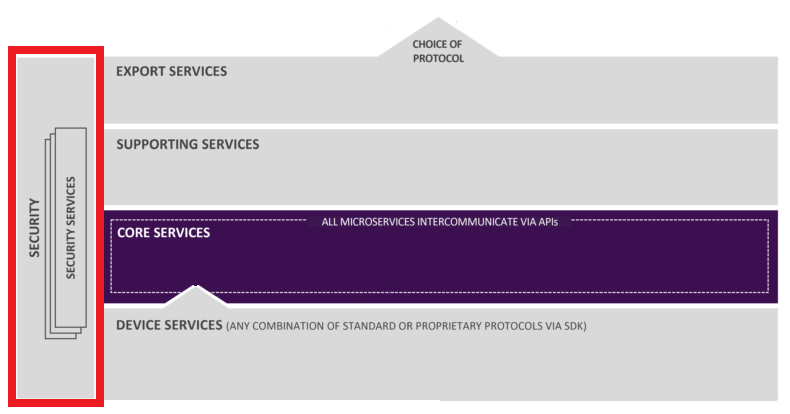 CHOICE OF
PROTOCOL
EXPORT SERVICES
SUPPORTING SERVICES
ALL MICROSERVICES INTERCOMMUNICATE VIA APIs
CORE SERVICES
DEVICE SERVICES (ANY COMBINATION OF STANDARD OR PROPRIETARY PROTOCOLS VIA SDK)
SECURITY
SECURITY SERVICES